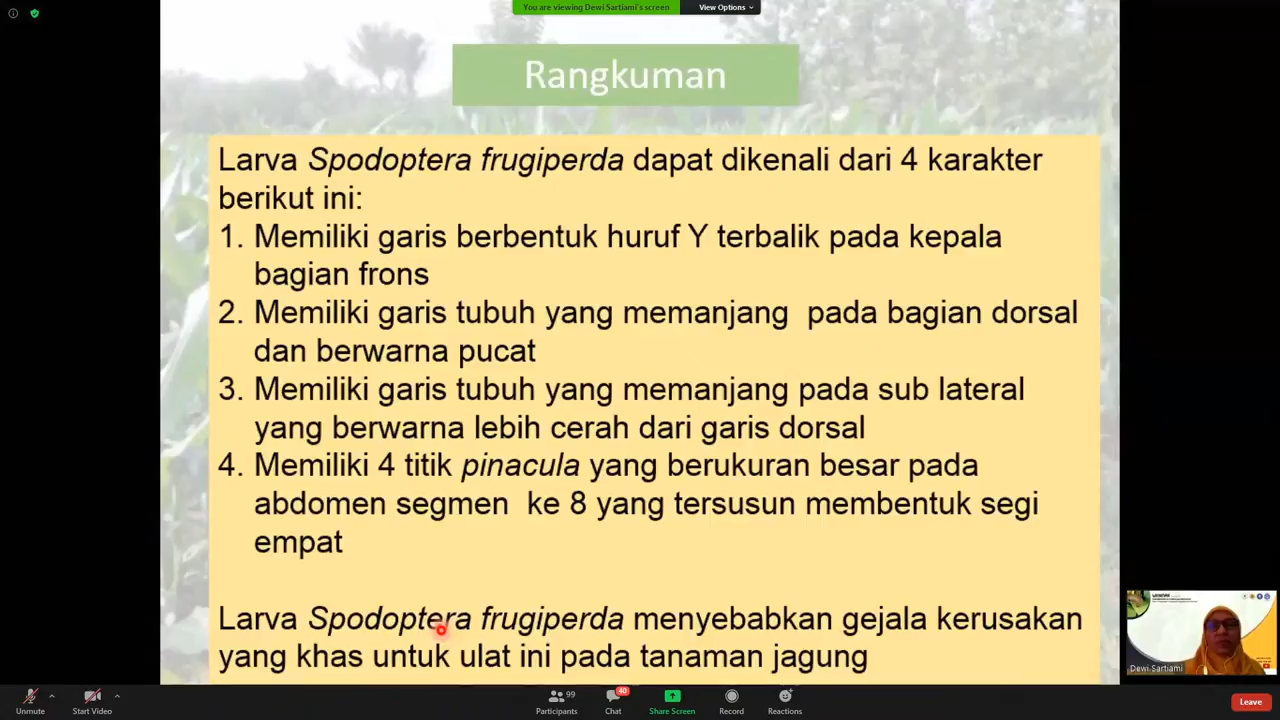 You are viewing Dewi Sartiami's screen
View Options
Rangkuman
Larva Spodoptera frugiperda dapat dikenali dari 4 karakter
berikut ini:
1. Memiliki garis berbentuk huruf Y terbalik pada kepala
bagian frons
2. Memiliki garis tubuh yang memanjang pada bagian dorsal
dan berwarna pucat
3. Memiliki garis tubuh yang memanjang pada sub lateral
yang berwarna lebih cerah dari garis dorsal
4. Memiliki 4 titik pinacula yang berukuran besar pada
abdomen segmen ke 8 yang tersusun membentuk segi
empat
Larva Spodoptera frugiperda menyebabkan gejala kerusakan
yang khas untuk ulat ini pada tanaman jagung
Dewi Sartiami
Unmute
Start Video
99
Participants
40
Chat
Share Screen
Record
Reactions
Leave